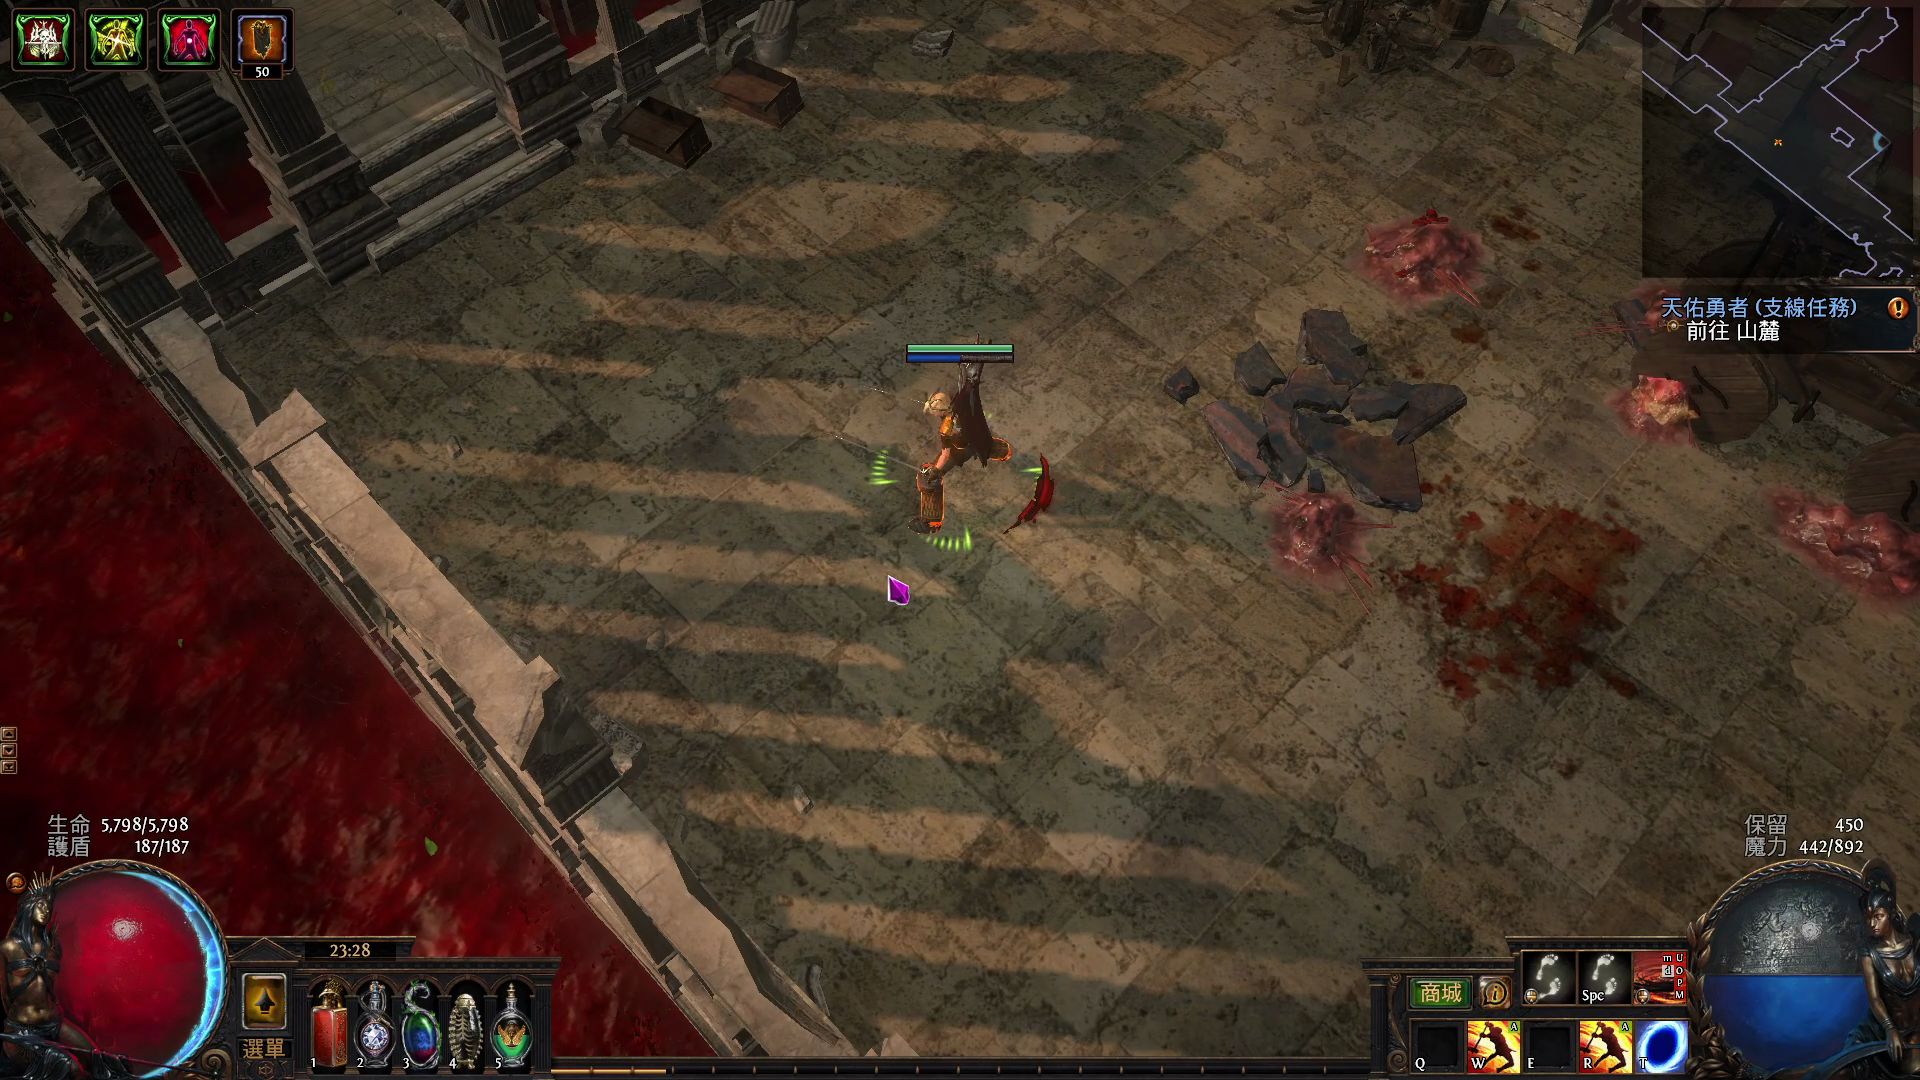 50
天佑勇者 (支線任務)
前往 山麓
生命 5,798/5,798
護盾 187/187
保留 450
魔力 442/892
23:28
選單
1 2 3 4 5
商城
Spc
m U
d O
P
M
Q W A E R A T